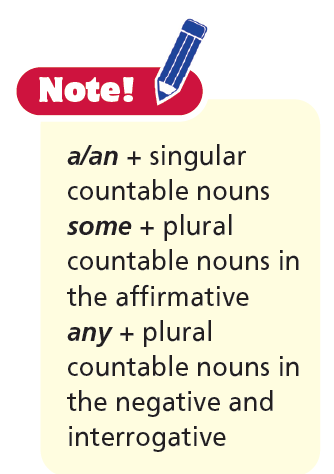 Note!
a/an + singular
countable nouns
some + plural
countable nouns in
the affirmative
any + plural
countable nouns in
the negative and
interrogative